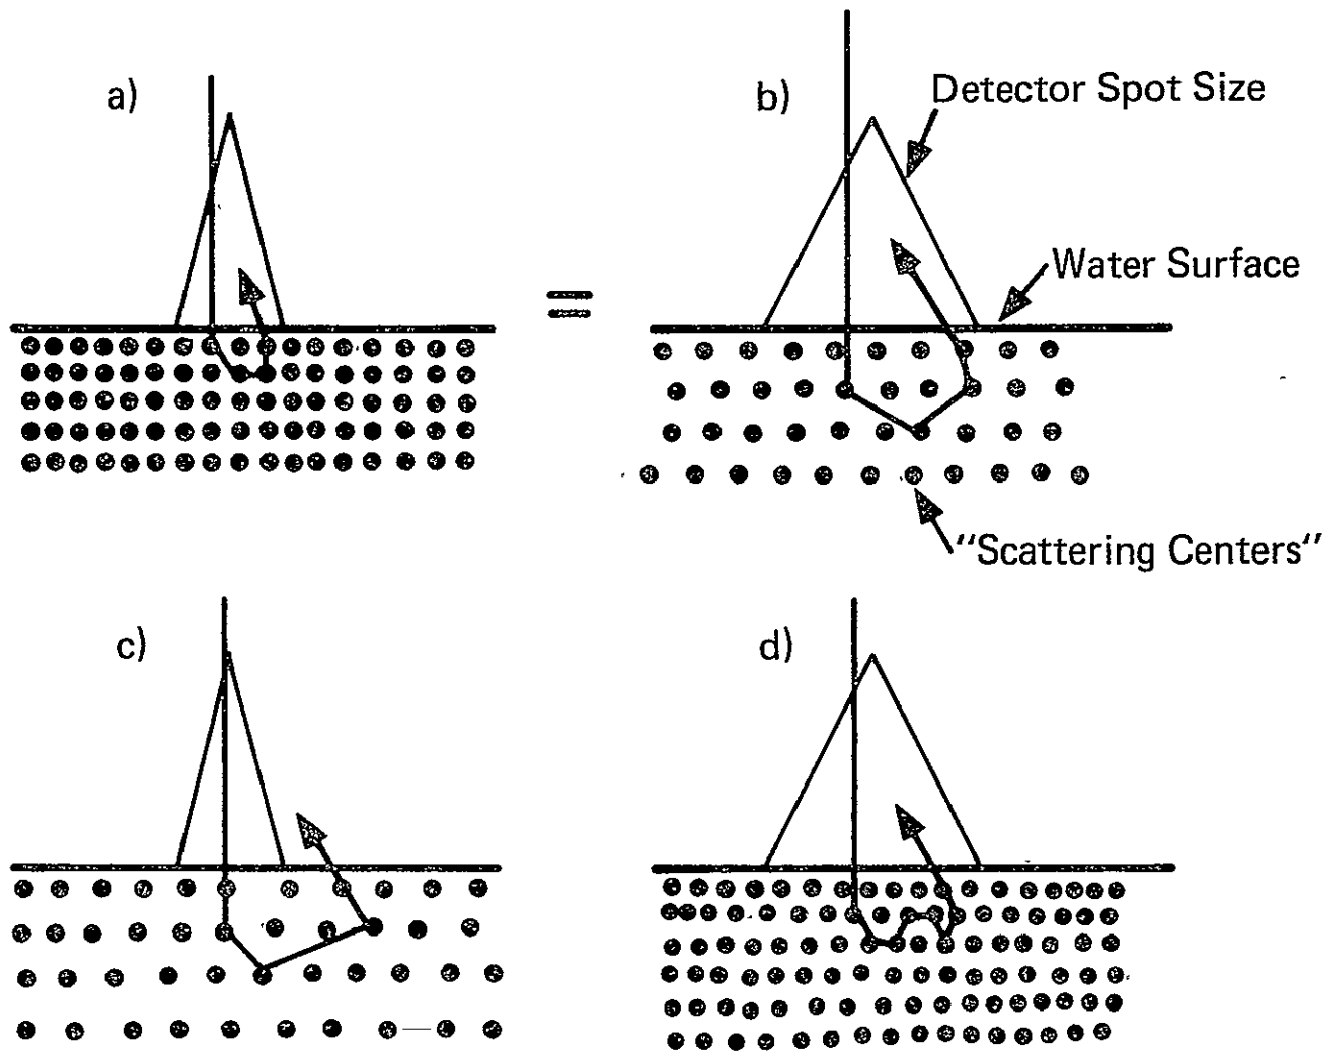 a)
b)
Detector Spot Size
Water Surface
=
"Scattering Centers"
c)
d)